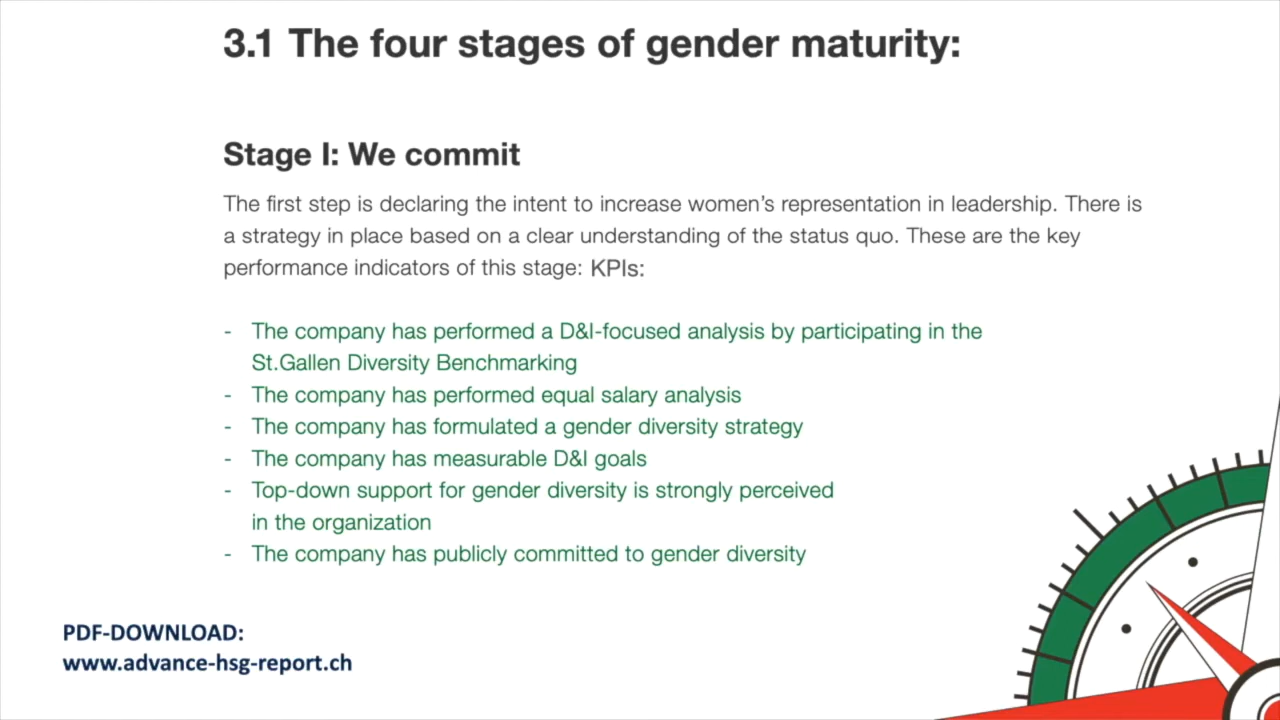 3.1 The four stages of gender maturity:
Stage I: We commit
The first step is declaring the intent to increase women's representation in leadership. There is
a strategy in place based on a clear understanding of the status quo. These are the key
performance indicators of this stage: KPIs:
- The company has performed a D&I-focused analysis by participating in the
St.Gallen Diversity Benchmarking
- The company has performed equal salary analysis
- The company has formulated a gender diversity strategy
- The company has measurable D&I goals
- Top-down support for gender diversity is strongly perceived
in the organization
- The company has publicly committed to gender diversity
PDF-DOWNLOAD:
www.advance-hsg-report.ch